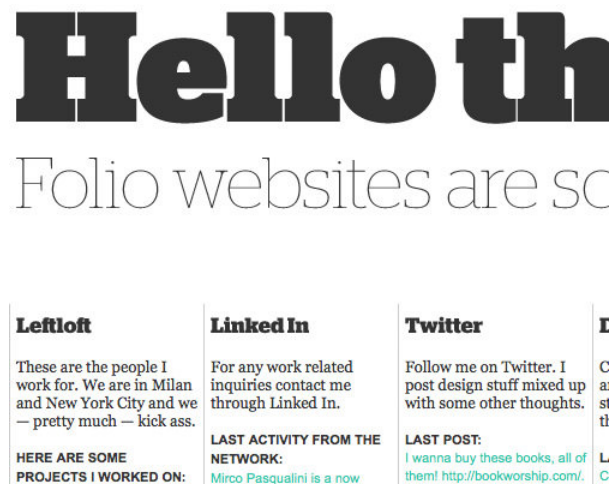 Hello th
Folio websites are so
Leftloft
These are the people I
work for. We are in Milan
and New York City and we
— pretty much — kick ass.
HERE ARE SOME
PROJECTS I WORKED ON:
Linked In
For any work related
inquiries contact me
through Linked In.
LAST ACTIVITY FROM THE
NETWORK:
Mirco Pasqualini is a now
Twitter
Follow me on Twitter. I
post design stuff mixed up
with some other thoughts.
LAST POST:
I wanna buy these books, all of
them! http://bookworship.com/.